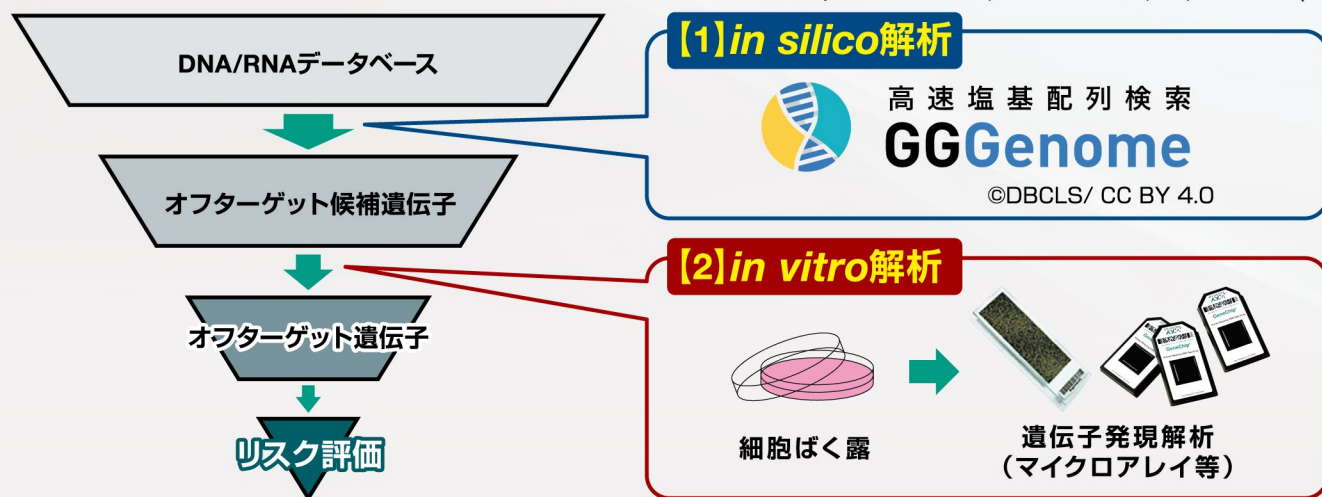 DNA/RNAデータベース
オフターゲット候補遺伝子
オフターゲット遺伝子
リスク評価
【1】in silico解析
高速塩基配列検索
GGGenome
©DBCLS/ CC BY 4.0
【2】in vitro解析
細胞ばく露
GeneChip
GeneChip
GeneChip
遺伝子発現解析
(マイクロアレイ等)